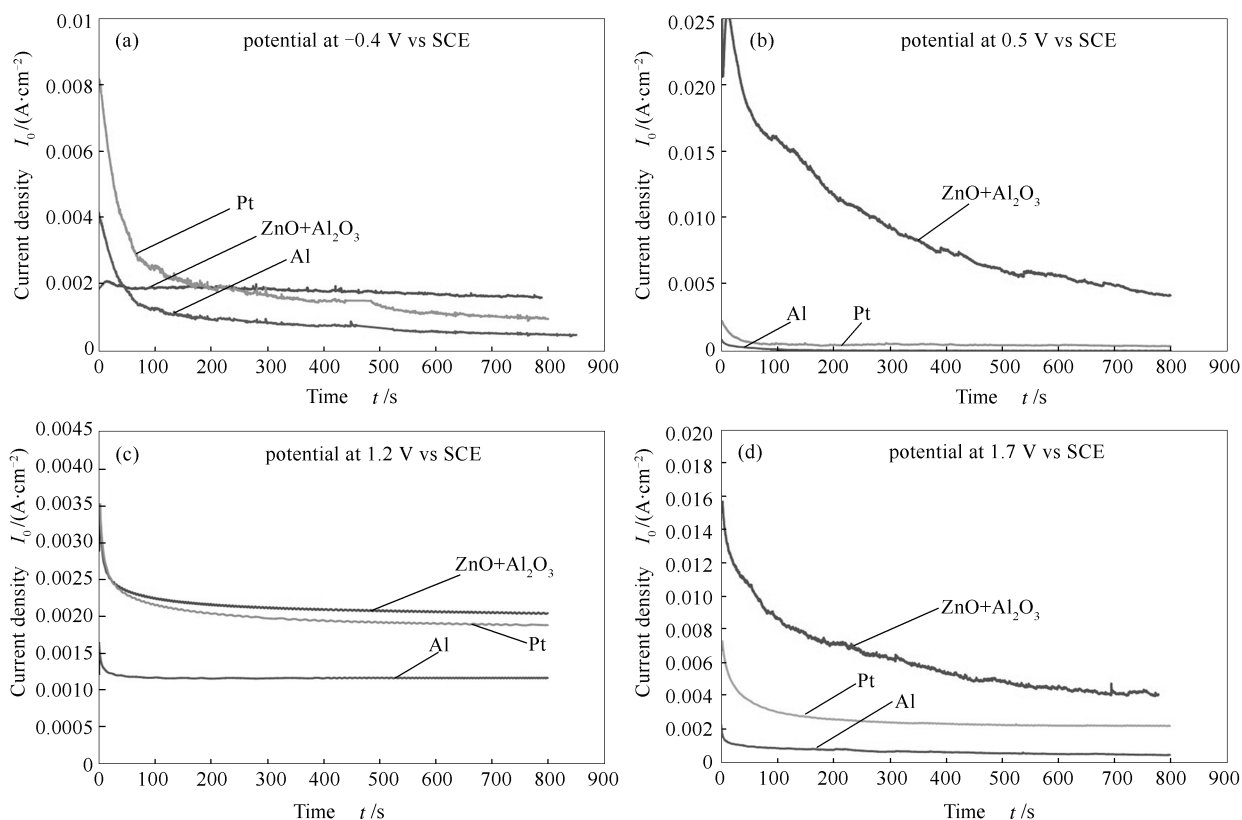 (a) potential at −0.4 V vs SCE
Current density I₀/(A·cm⁻²)
0.01
0.008
0.006
0.004
0.002
0
Pt
ZnO+Al₂O₃
Al
0 100 200 300 400 500 600 700 800 900
Time t/s
(b) potential at 0.5 V vs SCE
Current density I₀/(A·cm⁻²)
0.025
0.020
0.015
0.010
0.005
0
ZnO+Al₂O₃
Al Pt
0 100 200 300 400 500 600 700 800 900
Time t/s
(c) potential at 1.2 V vs SCE
Current density I₀/(A·cm⁻²)
0.0045
0.0040
0.0035
0.0030
0.0025
0.0020
0.0015
0.0010
0.0005
0
ZnO+Al₂O₃
Al Pt
0 100 200 300 400 500 600 700 800 900
Time t/s
(d) potential at 1.7 V vs SCE
Current density I₀/(A·cm⁻²)
0.020
0.018
0.016
0.014
0.012
0.010
0.008
0.006
0.004
0.002
0
ZnO+Al₂O₃
Pt
Al
0 100 200 300 400 500 600 700 800 900
Time t/s